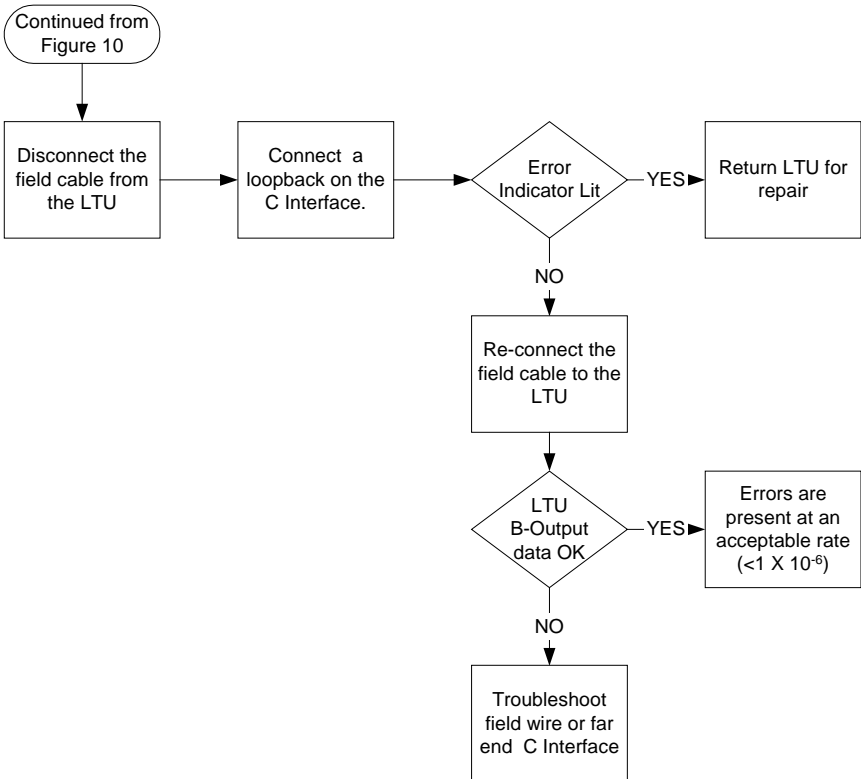 Continued from
Figure 10
Disconnect the
field cable from
the LTU
Connect a
loopback on the
C Interface.
Error
Indicator Lit
YES
Return LTU for
repair
NO
Re-connect the
field cable to the
LTU
LTU
B-Output
data OK
YES
Errors are
present at an
acceptable rate
(<1 X 10⁻⁶)
NO
Troubleshoot
field wire or far
end C Interface